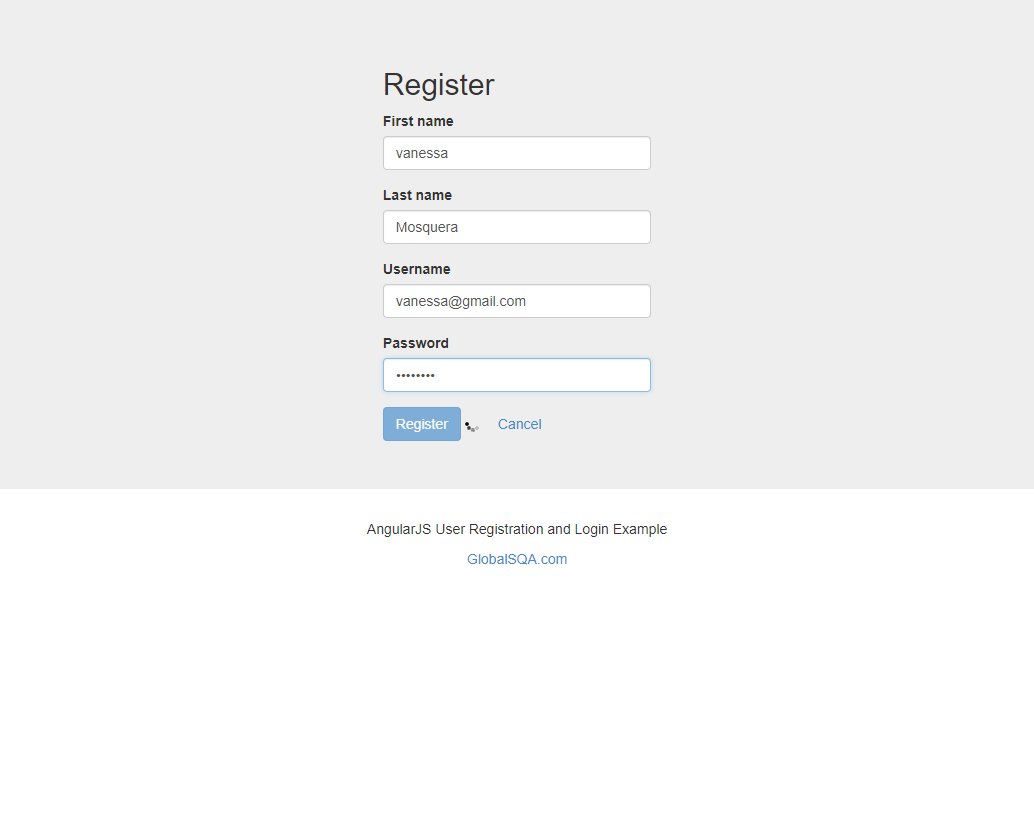 Register
First name
vanessa
Last name
Mosquera
Username
vanessa@gmail.com
Password
••••••••
Register Cancel
AngularJS User Registration and Login Example
GlobalSQA.com